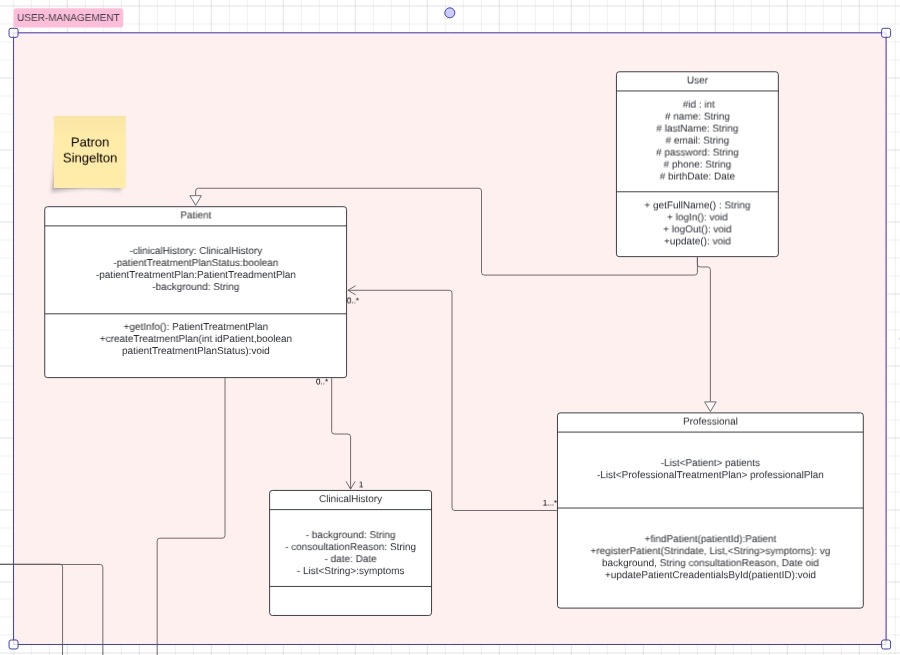 USER-MANAGEMENT
Patron
Singelton
User
#id : int
# name: String
# lastName: String
# email: String
# password: String
# phone: String
# birthDate: Date
+ getFullName() : String
+ logIn(): void
+ logOut(): void
+update(): void
Patient
-clinicalHistory: ClinicalHistory
-patientTreatmentPlanStatus:boolean
-patientTreatmentPlan:PatientTreadmentPlan
-background: String
+getInfo(): PatientTreatmentPlan
+createTreatmentPlan(int idPatient,boolean
patientTreatmentPlanStatus):void
0..*
0..*
1
1...*
ClinicalHistory
- background: String
- consoultationReason: String
- date: Date
- List<String>:symptoms
Professional
-List<Patient> patients
-List<ProfessionalTreatmentPlan> professionalPlan
+findPatient(patientId):Patient
+registerPatient(Strindate, List,<String>symptoms): vg
background, String consoultationReason, Date oid
+updatePatientCreadentialsById(patientID):void